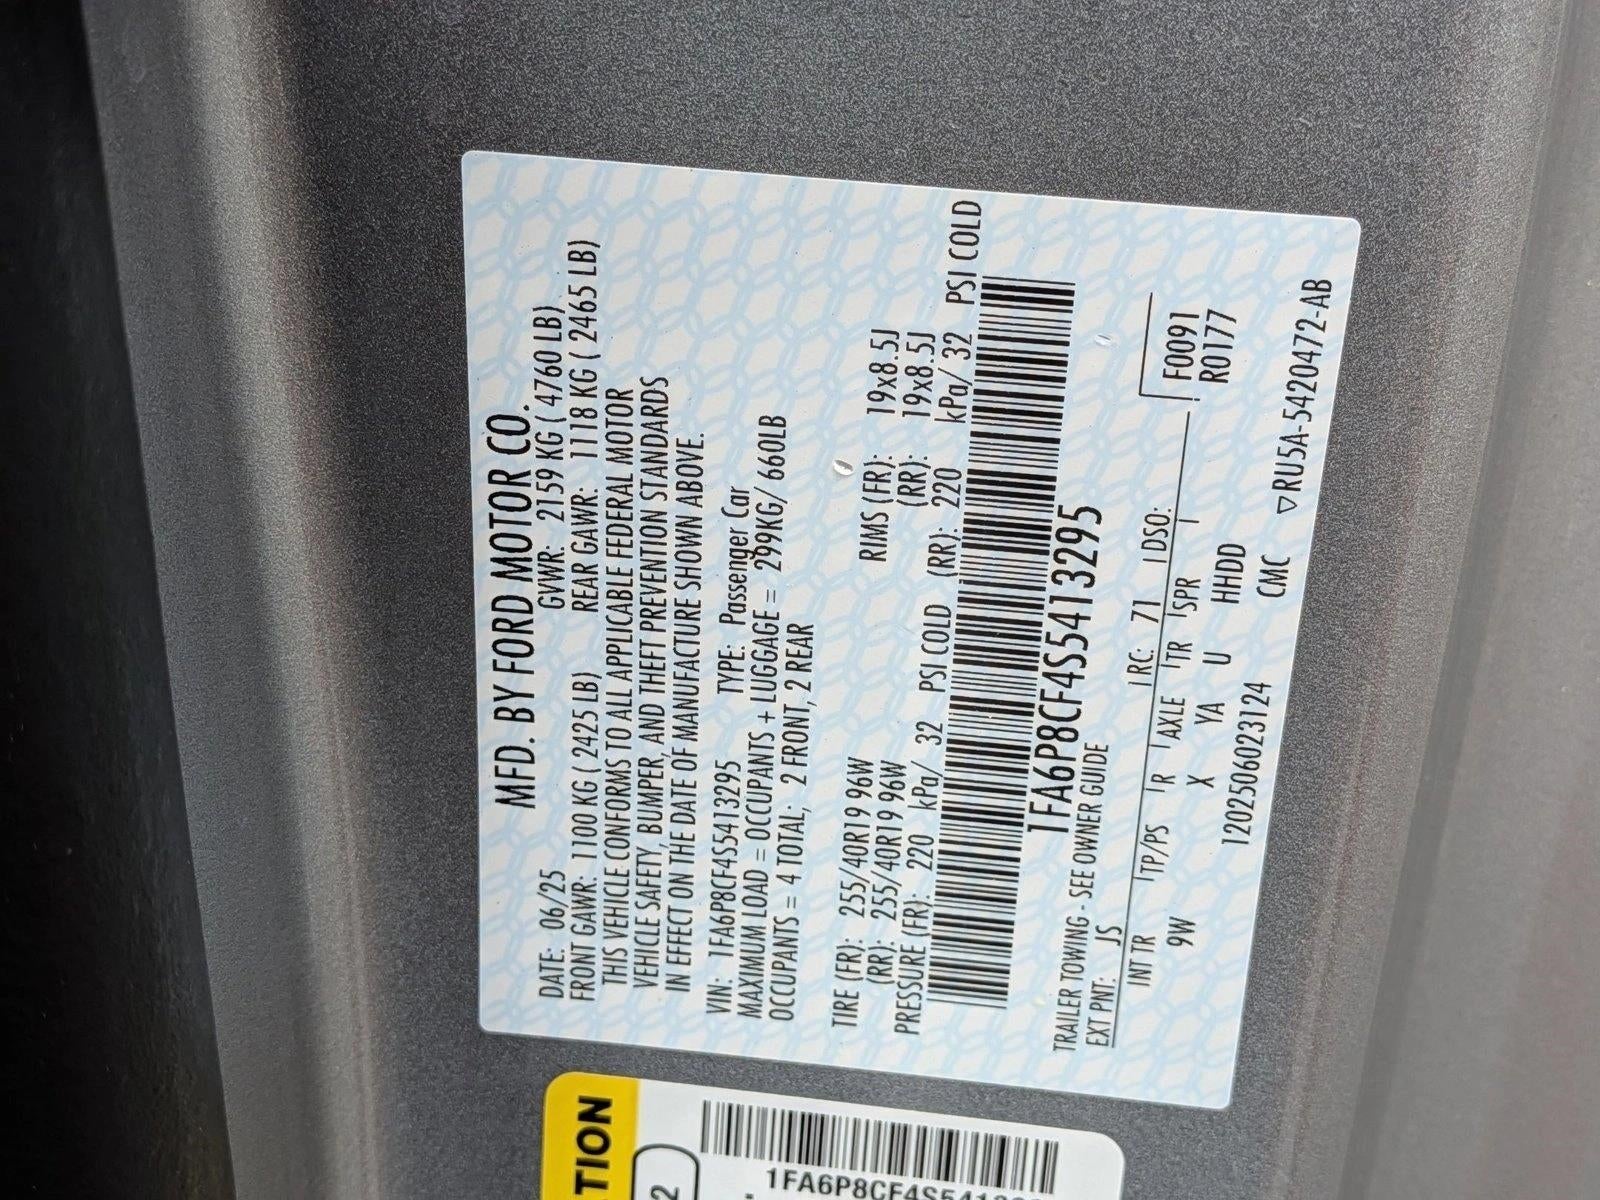 MFD. BY FORD MOTOR CO.
DATE: 06/25 GVWR: 2159 KG ( 4760 LB)
FRONT GAWR: 1100 KG ( 2425 LB) REAR GAWR: 1118 KG ( 2465 LB)
THIS VEHICLE CONFORMS TO ALL APPLICABLE FEDERAL MOTOR
VEHICLE SAFETY, BUMPER, AND THEFT PREVENTION STANDARDS
IN EFFECT ON THE DATE OF MANUFACTURE SHOWN ABOVE.
VIN: 1FA6P8CF4S5413295 TYPE: Passenger Car
MAXIMUM LOAD = OCCUPANTS + LUGGAGE = 299KG/ 660LB
OCCUPANTS = 4 TOTAL; 2 FRONT, 2 REAR
TIRE (FR): 255/40R19 96W RIMS (FR): 19x8.5J
(RR): 255/40R19 96W (RR): 19x8.5J
PRESSURE (FR): 220 kPa/ 32 PSI COLD (RR): 220 kPa/ 32 PSI COLD
1FA6P8CF4S5413295
TRAILER TOWING - SEE OWNER GUIDE
EXT PNT: JS RC: 71 DSO:
INT TR TP/PS R AXLE TR SPR
9W X YA U HHDD
F0091
R0177
1202506023124 CMC
▽RU5A-5420472-AB